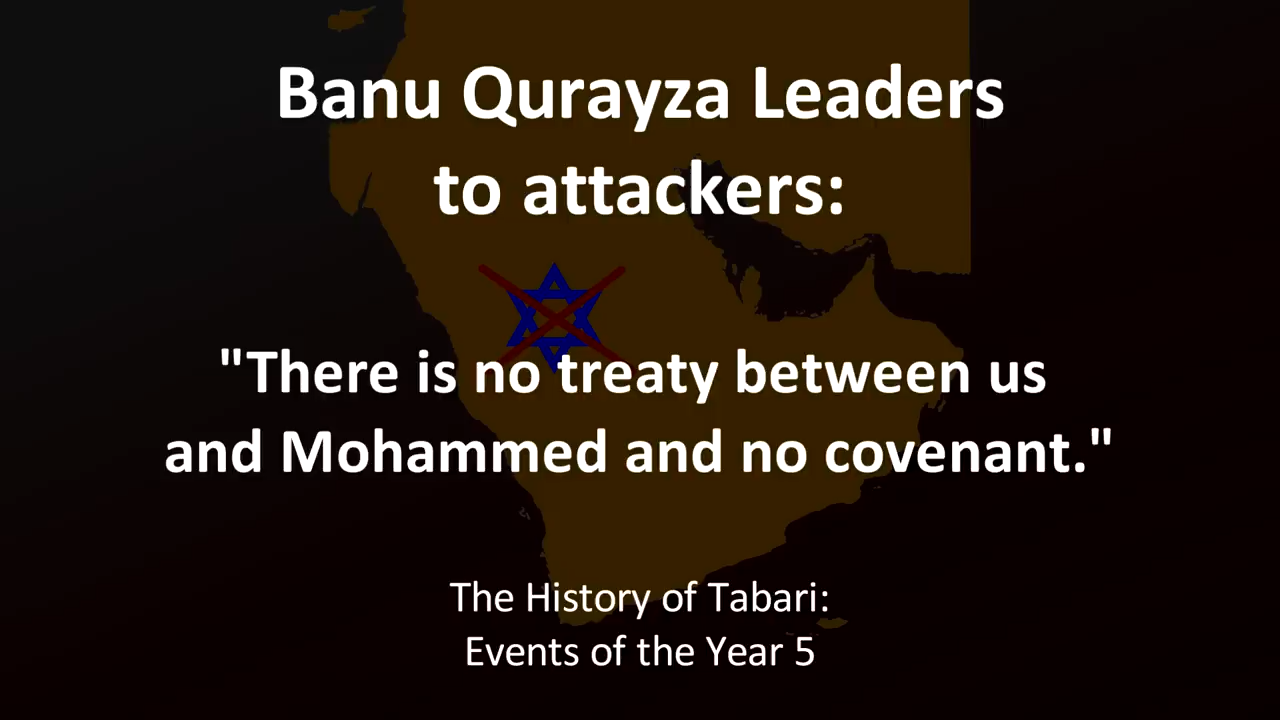 Banu Qurayza Leaders
to attackers:
"There is no treaty between us
and Mohammed and no covenant."
The History of Tabari:
Events of the Year 5